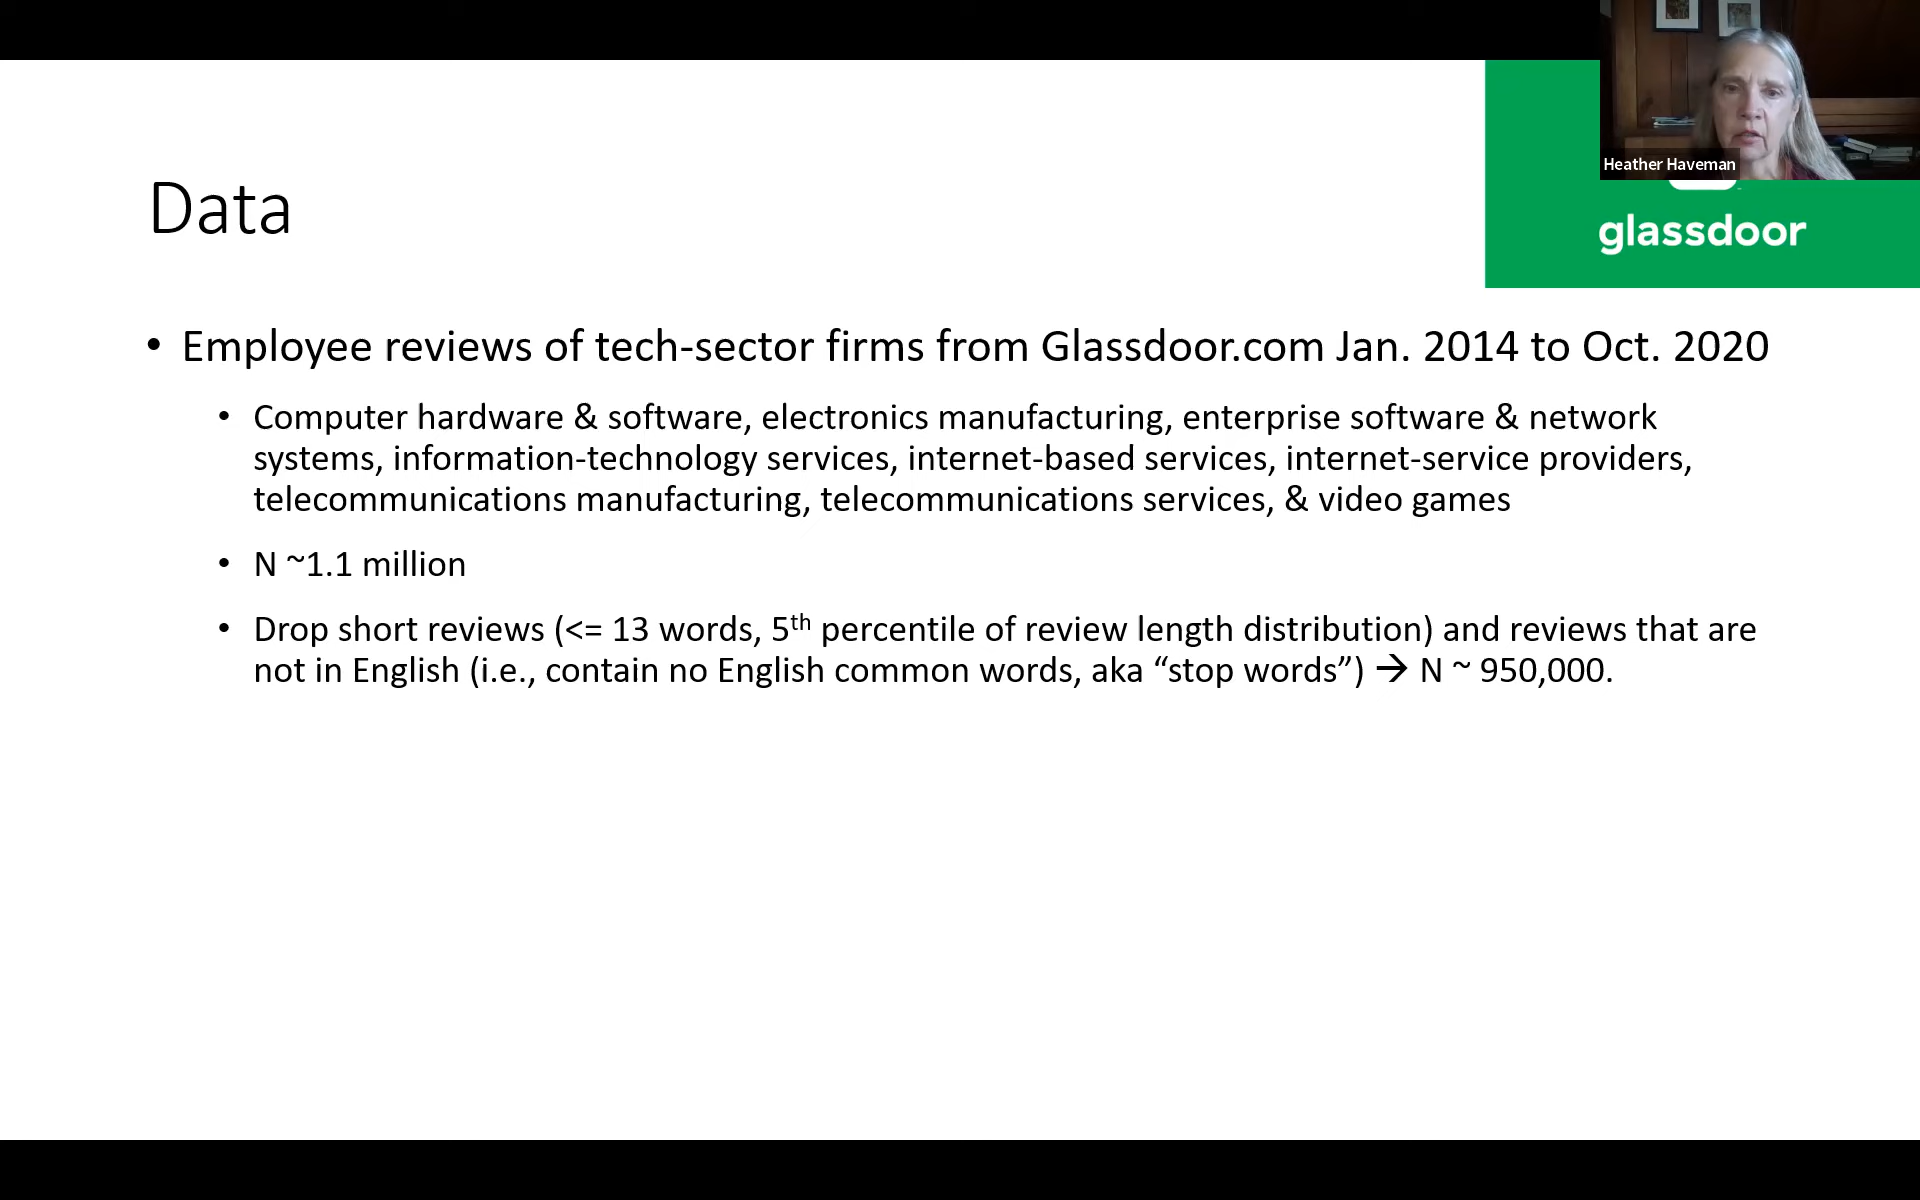 Heather Haveman
glassdoor
Data
• Employee reviews of tech-sector firms from Glassdoor.com Jan. 2014 to Oct. 2020
• Computer hardware & software, electronics manufacturing, enterprise software & network
systems, information-technology services, internet-based services, internet-service providers,
telecommunications manufacturing, telecommunications services, & video games
• N ~1.1 million
• Drop short reviews (<= 13 words, 5th percentile of review length distribution) and reviews that are
not in English (i.e., contain no English common words, aka “stop words”) → N ~ 950,000.